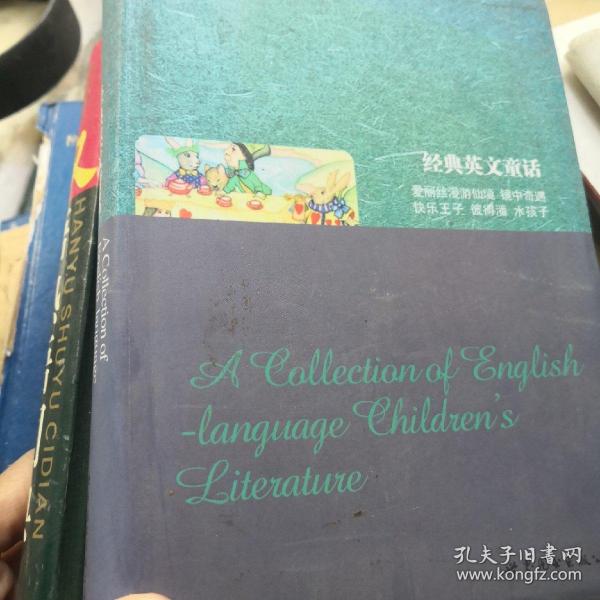 经典英文童话
爱丽丝漫游仙境 镜中奇遇
快乐王子 彼得潘 水孩子
A Collection of English
-language Children's
Literature
A Collection of
HANYU SHUYU CIDIAN
孔夫子旧书网
www.kongfz.com